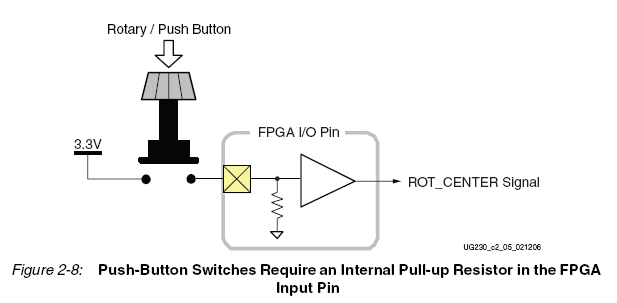 Rotary / Push Button
FPGA I/O Pin
3.3V
ROT_CENTER Signal
UG230_c2_05_021206
Figure 2-8: Push-Button Switches Require an Internal Pull-up Resistor in the FPGA
Input Pin